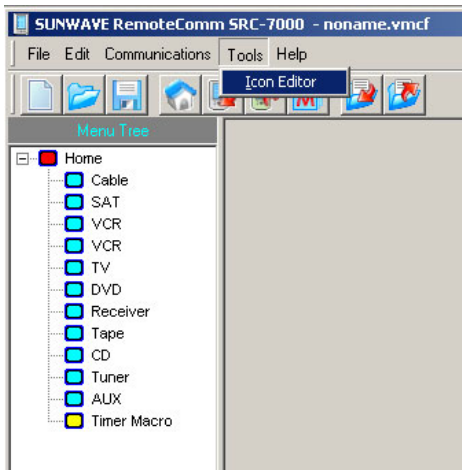 SUNWAVE RemoteComm SRC-7000 - noname.vmcf
File Edit Communications Tools Help
Icon Editor
M
Menu Tree
Home
Cable
SAT
VCR
VCR
TV
DVD
Receiver
Tape
CD
Tuner
AUX
Timer Macro